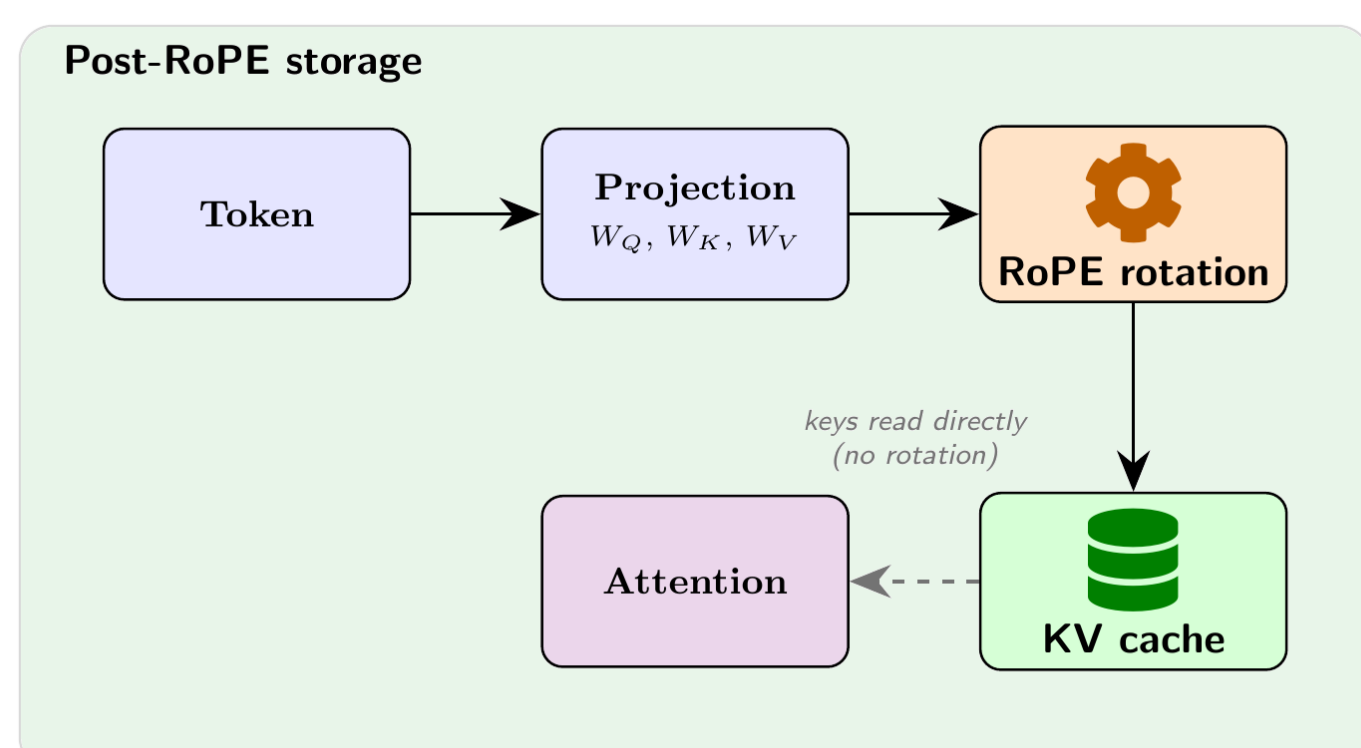 Post-RoPE storage
Token
Projection
W_Q, W_K, W_V
RoPE rotation
keys read directly
(no rotation)
Attention
KV cache